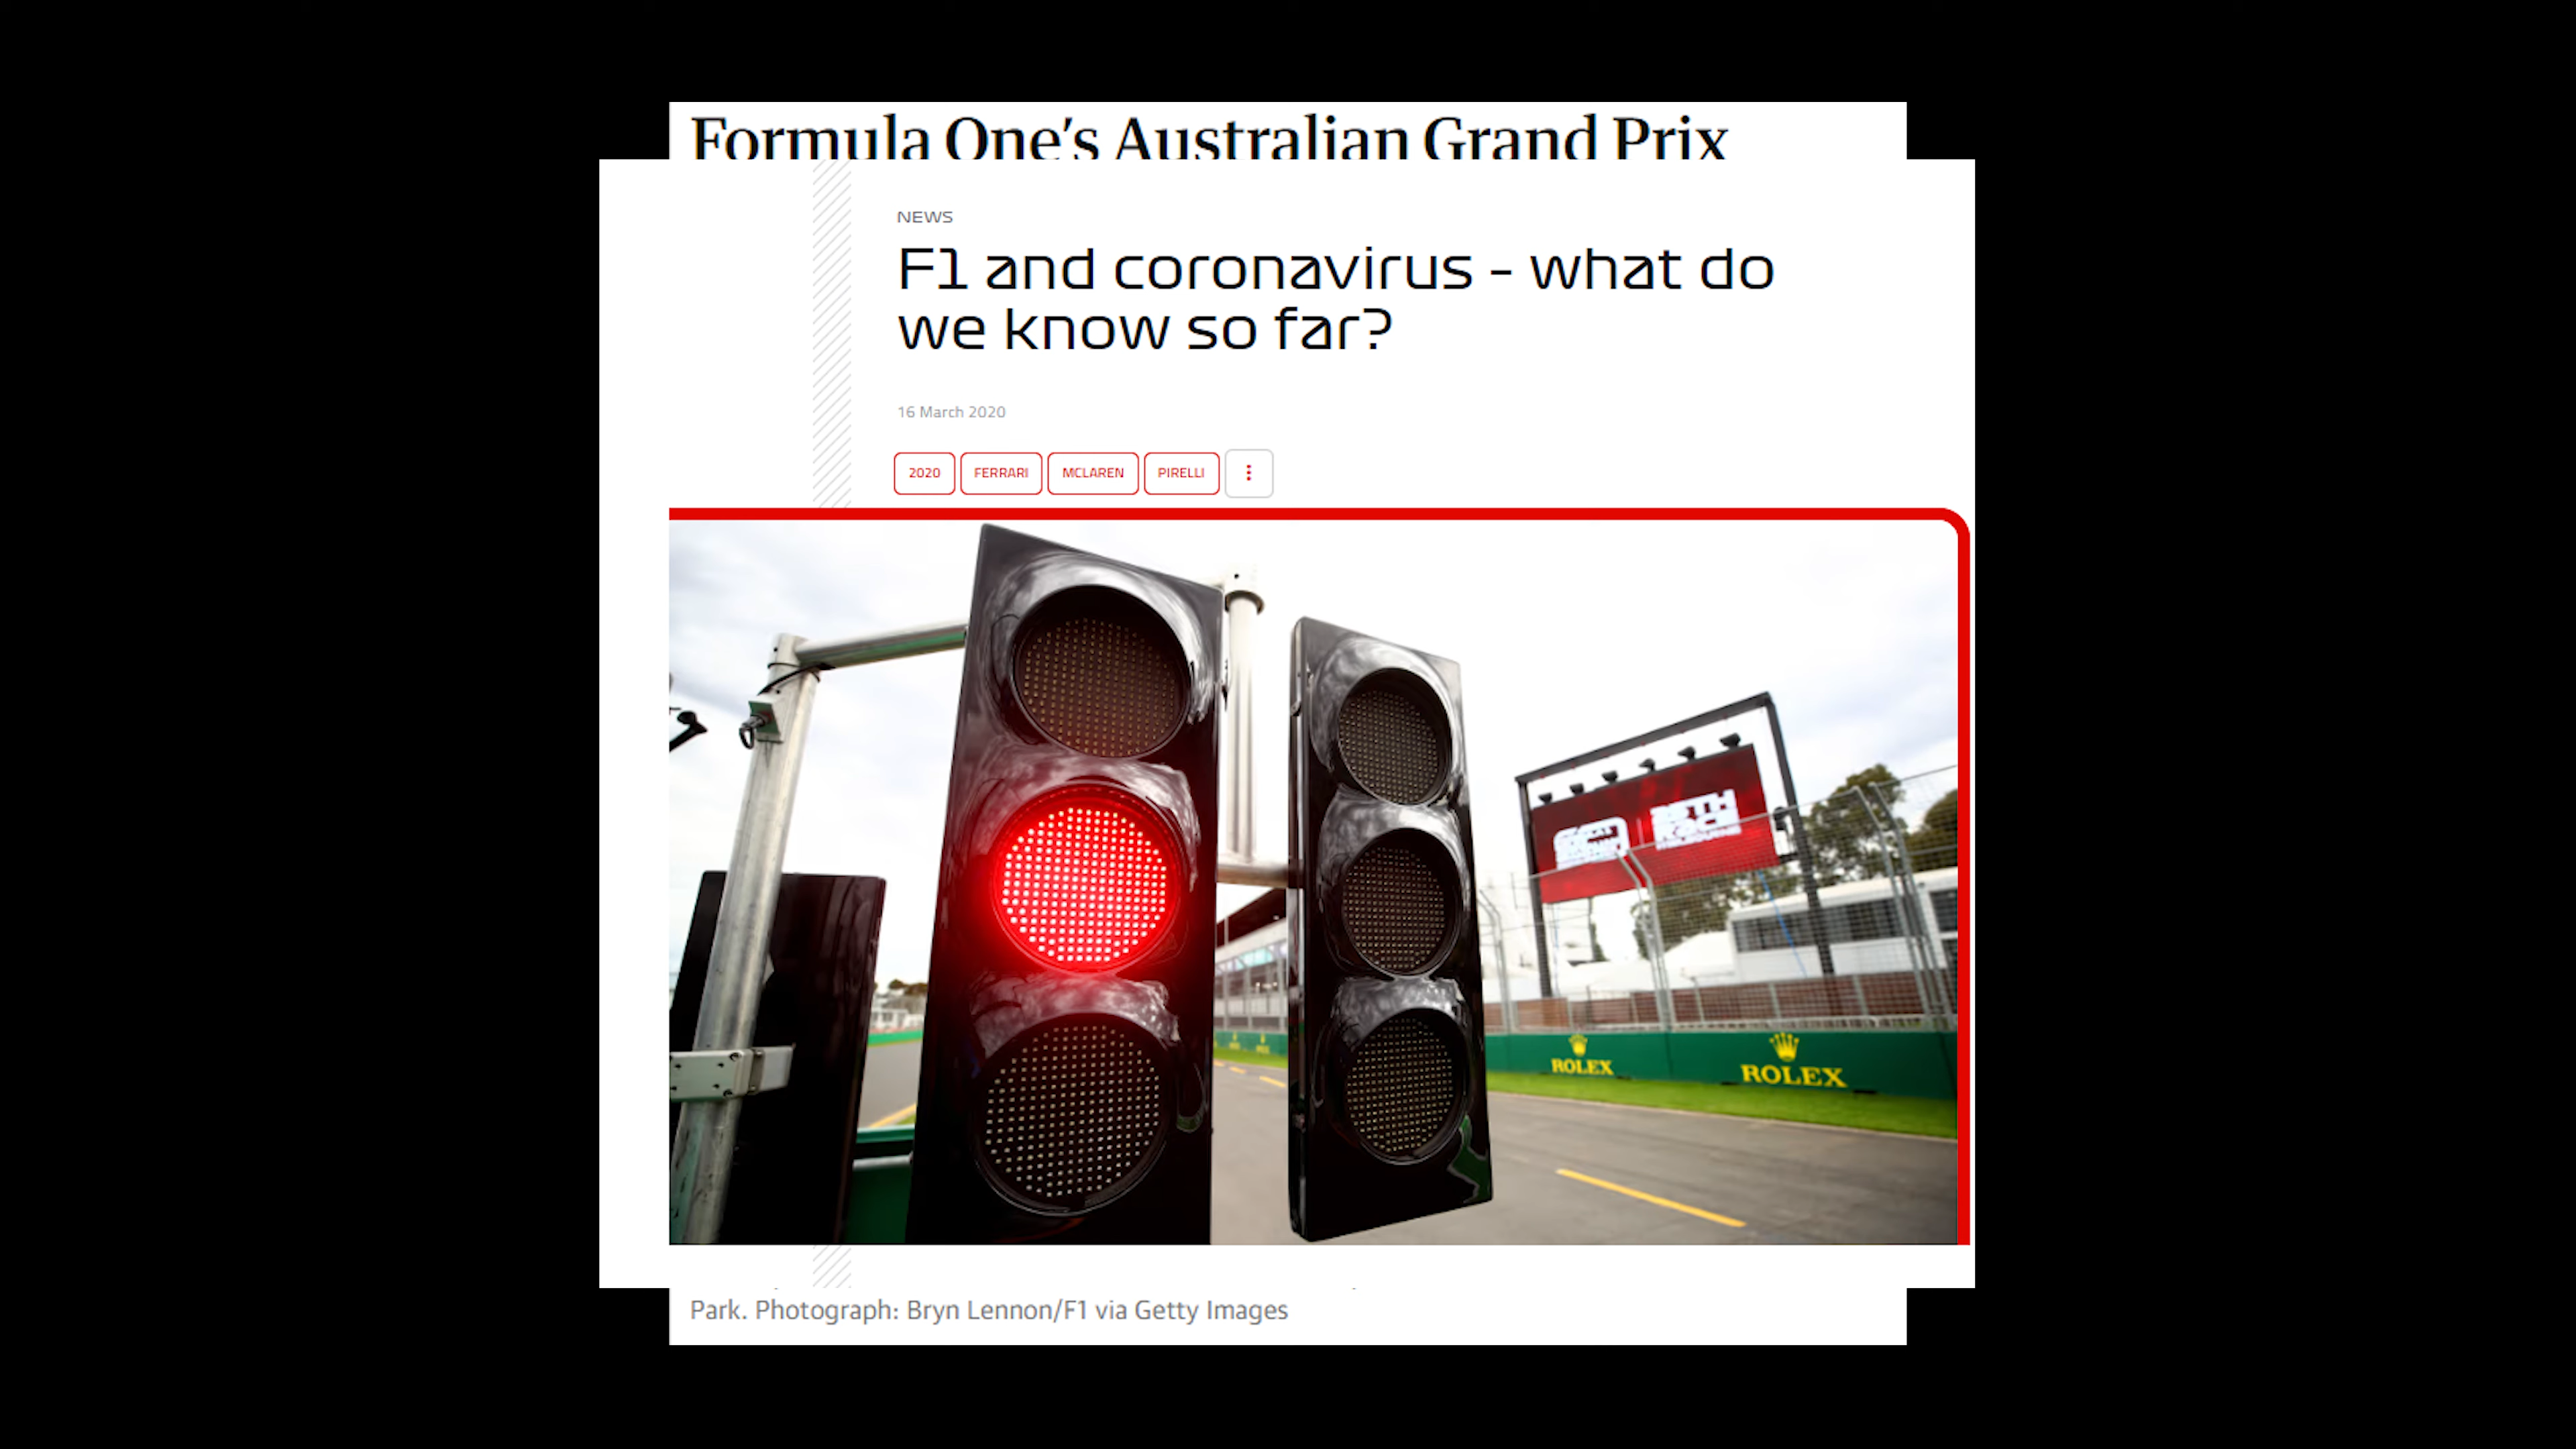 Formula One's Australian Grand Prix
NEWS
F1 and coronavirus - what do
we know so far?
16 March 2020
2020
FERRARI
MCLAREN
PIRELLI
ROLEX
ROLEX
Park. Photograph: Bryn Lennon/F1 via Getty Images